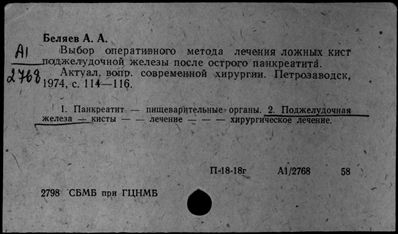 Беляев А. А.
А1
Выбор оперативного метода лечения ложных кист
поджелудочной железы после острого панкреатита.
2768
Актуал. вопр. современной хирургии. Петрозаводск,
1974, с. 114—116.
1. Панкреатит — пищеварительные органы. 2. Поджелудочная
железа — кисты — — лечение — — — хирургическое лечение.
П-18-18г А1/2768 58
2798 СБМБ при ГЦНМБ